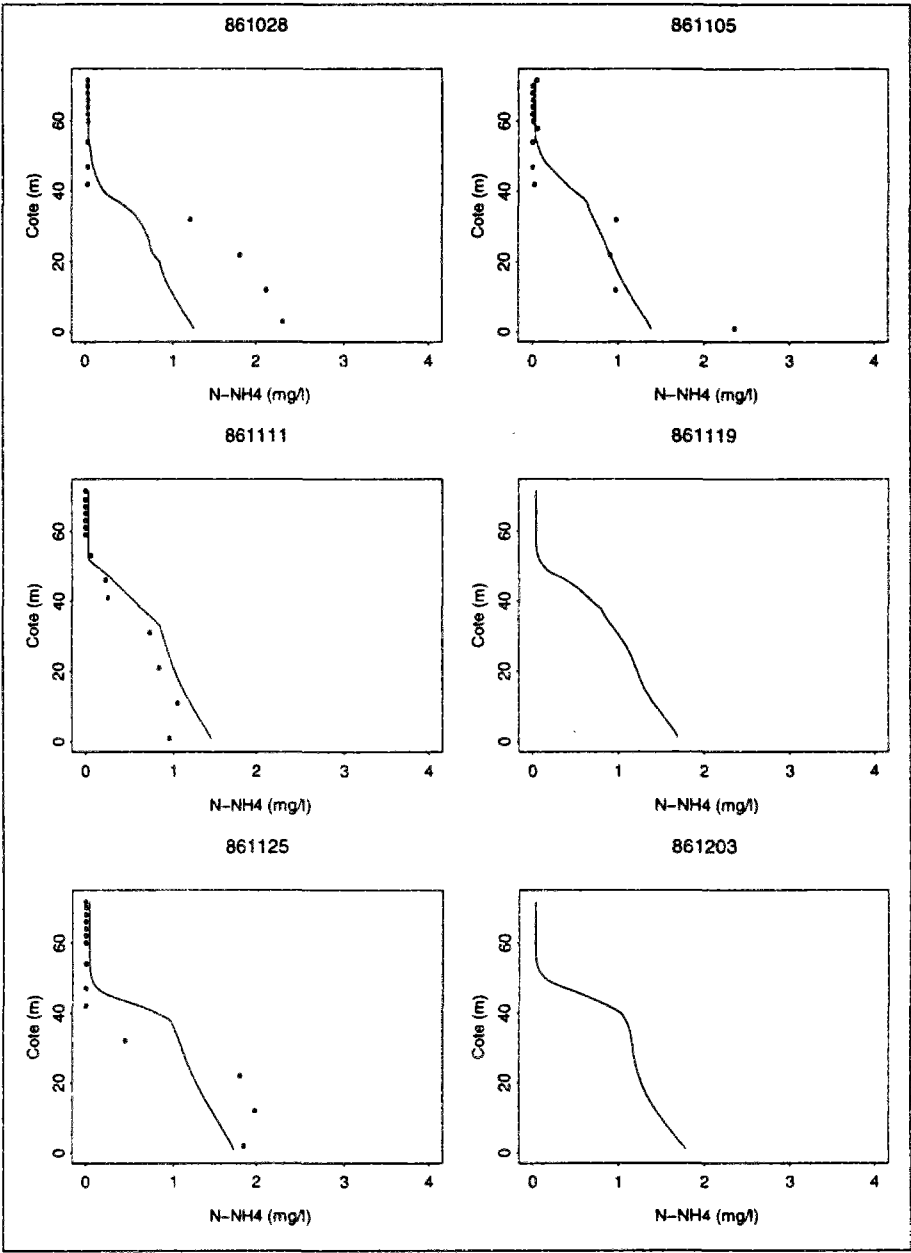 861028
861105
Cote (m)
60
40
20
0
0 1 2 3 4
N-NH4 (mg/l)
Cote (m)
60
40
20
0
0 1 2 3 4
N-NH4 (mg/l)
861111
861119
Cote (m)
60
40
20
0
0 1 2 3 4
N-NH4 (mg/l)
Cote (m)
60
40
20
0
0 1 2 3 4
N-NH4 (mg/l)
861125
861203
Cote (m)
60
40
20
0
0 1 2 3 4
N-NH4 (mg/l)
Cote (m)
60
40
20
0
0 1 2 3 4
N-NH4 (mg/l)